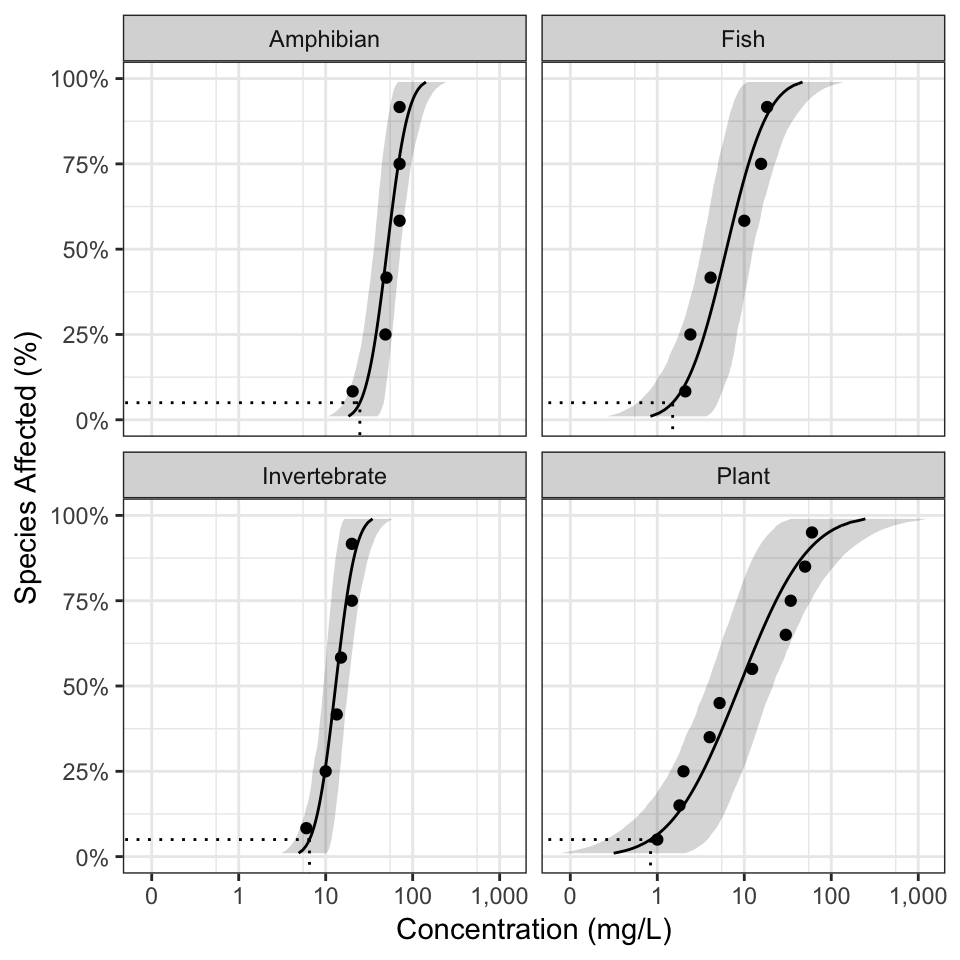 Amphibian
Fish
100%
75%
50%
25%
0%
Invertebrate
Plant
100%
75%
50%
25%
0%
0 1 10 100 1,000
0 1 10 100 1,000
Concentration (mg/L)
Species Affected (%)